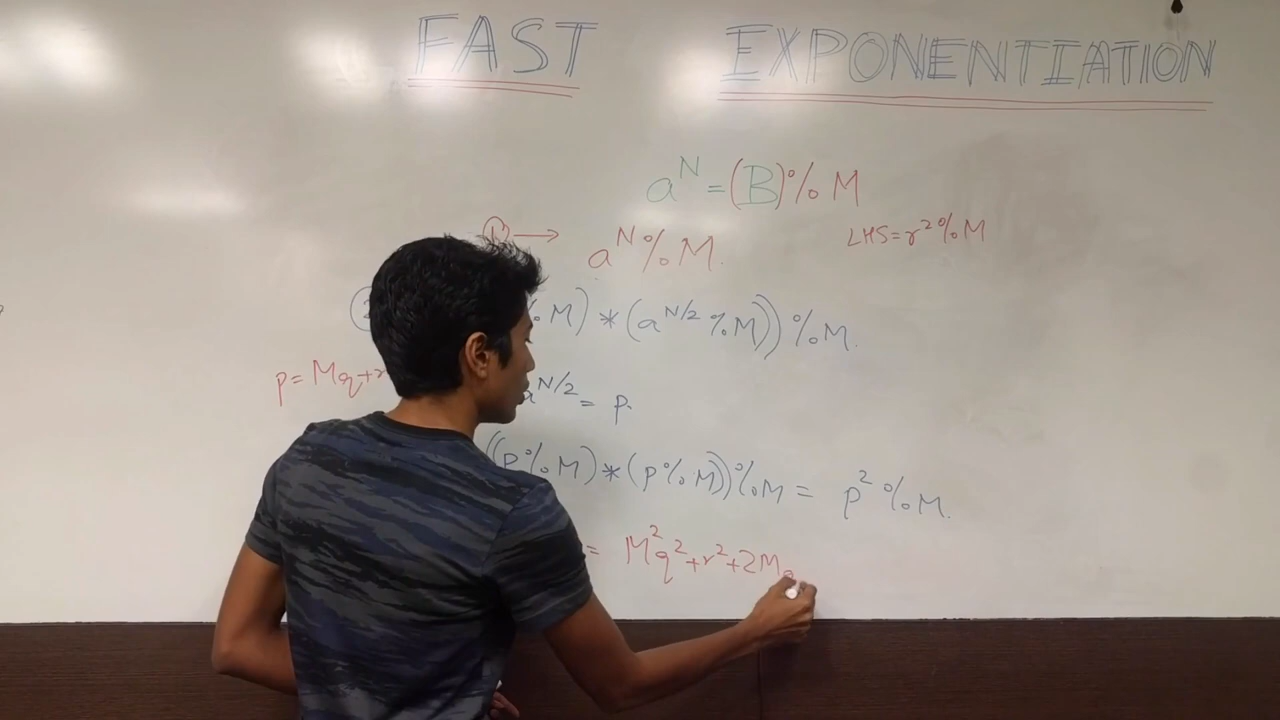 FAST EXPONENTIATION
a^N = (B) % M
→ a^N % M.
LHS = r^2 % M
% M) * (a^{N/2} % M)) % M.
p = Mq + r
a^{N/2} = p.
((p % M) * (p % M)) % M = p^2 % M.
= M^2 q^2 + r^2 + 2M